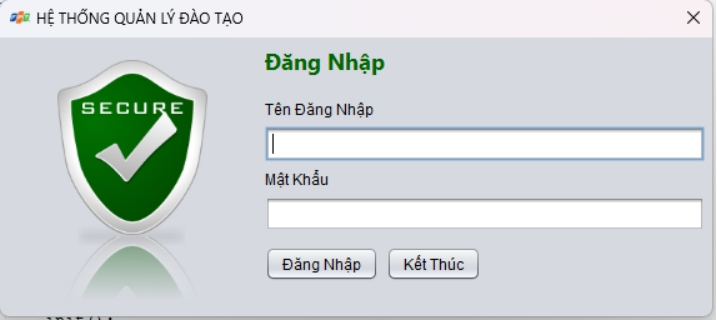 HỆ THỐNG QUẢN LÝ ĐÀO TẠO
SECURE
Đăng Nhập
Tên Đăng Nhập
Mật Khẩu
Đăng Nhập
Kết Thúc